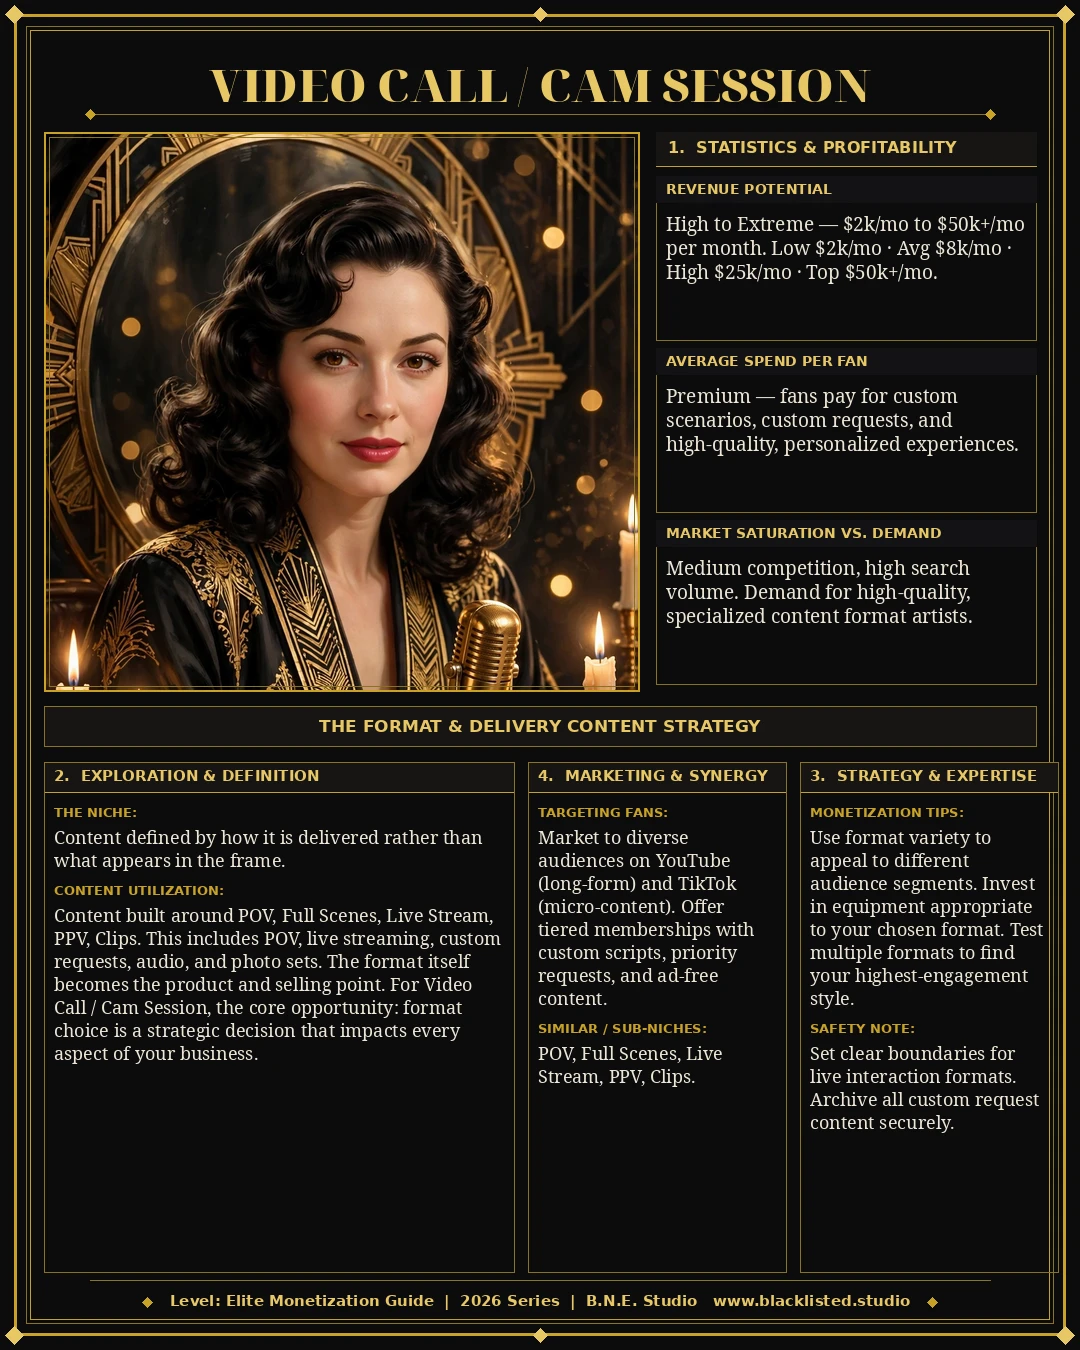 VIDEO CALL / CAM SESSION
1. STATISTICS & PROFITABILITY
REVENUE POTENTIAL
High to Extreme — $2k/mo to $50k+/mo
per month. Low $2k/mo · Avg $8k/mo ·
High $25k/mo · Top $50k+/mo.
AVERAGE SPEND PER FAN
Premium — fans pay for custom
scenarios, custom requests, and
high-quality, personalized experiences.
MARKET SATURATION VS. DEMAND
Medium competition, high search
volume. Demand for high-quality,
specialized content format artists.
THE FORMAT & DELIVERY CONTENT STRATEGY
2. EXPLORATION & DEFINITION
THE NICHE:
Content defined by how it is delivered rather than
what appears in the frame.
CONTENT UTILIZATION:
Content built around POV, Full Scenes, Live Stream,
PPV, Clips. This includes POV, live streaming, custom
requests, audio, and photo sets. The format itself
becomes the product and selling point. For Video
Call / Cam Session, the core opportunity: format
choice is a strategic decision that impacts every
aspect of your business.
4. MARKETING & SYNERGY
TARGETING FANS:
Market to diverse
audiences on YouTube
(long-form) and TikTok
(micro-content). Offer
tiered memberships with
custom scripts, priority
requests, and ad-free
content.
SIMILAR / SUB-NICHES:
POV, Full Scenes, Live
Stream, PPV, Clips.
3. STRATEGY & EXPERTISE
MONETIZATION TIPS:
Use format variety to
appeal to different
audience segments. Invest
in equipment appropriate
to your chosen format. Test
multiple formats to find
your highest-engagement
style.
SAFETY NOTE:
Set clear boundaries for
live interaction formats.
Archive all custom request
content securely.
Level: Elite Monetization Guide | 2026 Series | B.N.E. Studio www.blacklisted.studio